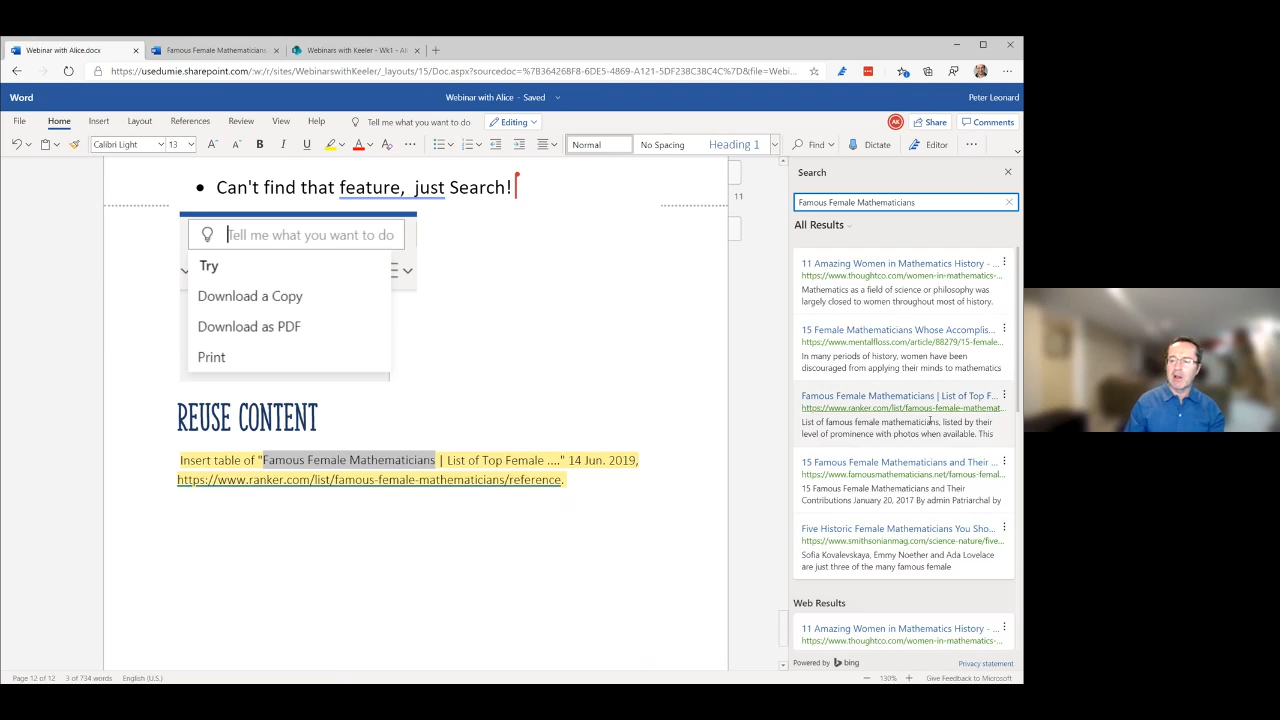 Webinar with Alice.docx
Famous Female Mathematicians
Webinars with Keeler - Wk1 - All
https://usedumie.sharepoint.com/:w:/r/sites/WebinarswithKeeler/_layouts/15/Doc.aspx?sourcedoc=%7B364268F8-6DE5-4869-A121-5DF238C38C4C%7D&file=Webi...
Word
Webinar with Alice - Saved
Peter Leonard
File Home Insert Layout References Review View Help Tell me what you want to do Editing
AK Share Comments
Calibri Light 13 A A B I U A
Normal No Spacing Heading 1
Find Dictate Editor
• Can't find that feature, just Search!
11
Tell me what you want to do
Try
Download a Copy
Download as PDF
Print
REUSE CONTENT
Insert table of "Famous Female Mathematicians | List of Top Female ...." 14 Jun. 2019,
https://www.ranker.com/list/famous-female-mathematicians/reference.
Search
Famous Female Mathematicians
All Results
11 Amazing Women in Mathematics History - ...
https://www.thoughtco.com/women-in-mathematics-...
Mathematics as a field of science or philosophy was
largely closed to women throughout most of history.
15 Female Mathematicians Whose Accomplis...
https://www.mentalfloss.com/article/88279/15-female...
In many periods of history, women have been
discouraged from applying their minds to mathematics
Famous Female Mathematicians | List of Top F...
https://www.ranker.com/list/famous-female-mathemat...
List of famous female mathematicians, listed by their
level of prominence with photos when available. This
15 Famous Female Mathematicians and Their ...
https://www.famousmathematicians.net/famous-femal...
15 Famous Female Mathematicians and Their
Contributions January 20, 2017 By admin Patriarchal by
Five Historic Female Mathematicians You Sho...
https://www.smithsonianmag.com/science-nature/five...
Sofia Kovalevskaya, Emmy Noether and Ada Lovelace
are just three of the many famous female
Web Results
11 Amazing Women in Mathematics History - ...
https://www.thoughtco.com/women-in-mathematics-...
Powered by bing Privacy statement
Page 12 of 12 3 of 734 words English (U.S.)
130% Give Feedback to Microsoft